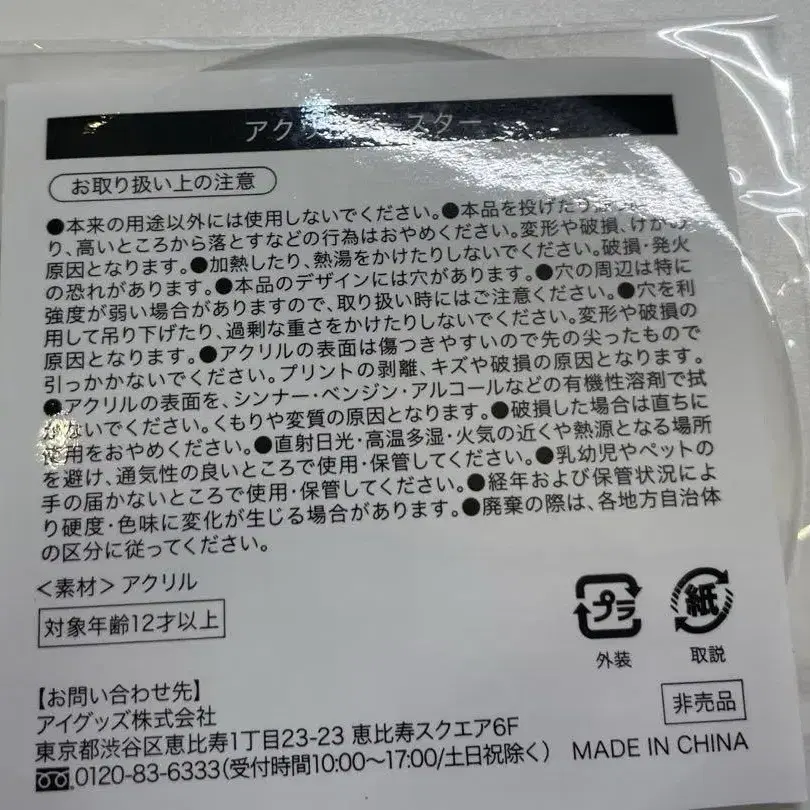 アク スター
お取り扱い上の注意
●本来の用途以外には使用しないでください。●本品を投げたり
り、高いところから落とすなどの行為はおやめください。変形や破損、けがの
原因となります。●加熱したり、熱湯をかけたりしないでください。破損・発火
の恐れがあります。●本品のデザインには穴があります。●穴の周辺は特に
強度が弱い場合がありますので、取り扱い時にはご注意ください。●穴を利
用して吊り下げたり、過剰な重さをかけたりしないでください。変形や破損の
原因となります。●アクリルの表面は傷つきやすいので先の尖ったもので
引っかかないでください。プリントの剥離、キズや破損の原因となります。
●アクリルの表面を、シンナー・ベンジン・アルコールなどの有機性溶剤で拭
かないでください。くもりや変質の原因となります。●破損した場合は直ちに
使用をおやめください。●直射日光・高温多湿・火気の近くや熱源となる場所
を避け、通気性の良いところで使用・保管してください。●乳幼児やペットの
手の届かないところで使用・保管してください。●経年および保管状況によ
り硬度・色味に変化が生じる場合があります。●廃棄の際は、各地方自治体
の区分に従ってください。
＜素材＞アクリル
対象年齢12才以上
プラ 紙
外装 取説
【お問い合わせ先】
非売品
アイグッズ株式会社
東京都渋谷区恵比寿1丁目23-23 恵比寿スクエア6F
0120-83-6333(受付時間10:00〜17:00/土日祝除く) MADE IN CHINA